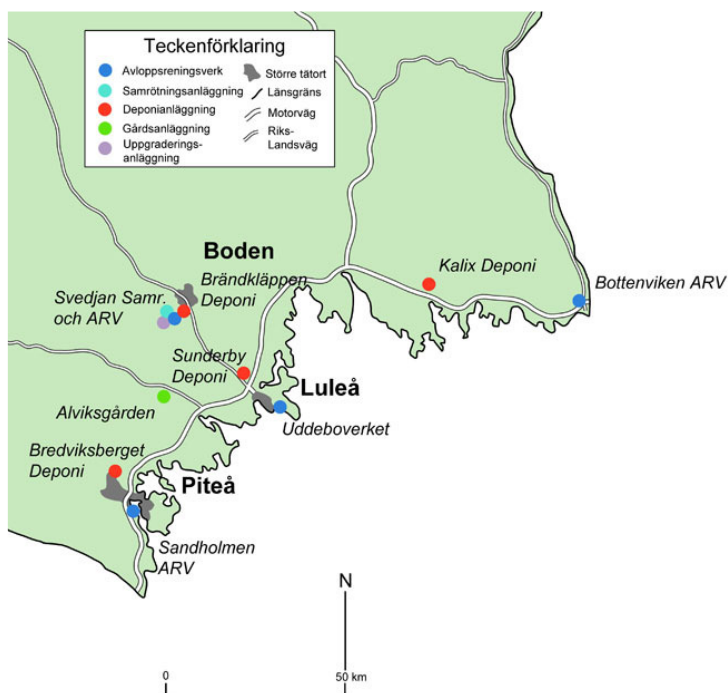 Teckenförklaring
Avloppsreningsverk
Samrötningsanläggning
Deponianläggning
Gårdsanläggning
Uppgraderings-
anläggning
Större tätort
Länsgräns
Motorväg
Riks-
Landsväg
Boden
Brändkläppen
Deponi
Svedjan Samr.
och ARV
Kalix Deponi
Bottenviken ARV
Sunderby
Deponi
Luleå
Alviksgården
Uddeboverket
Bredviksberget
Deponi
Piteå
Sandholmen
ARV
N
0
50 km